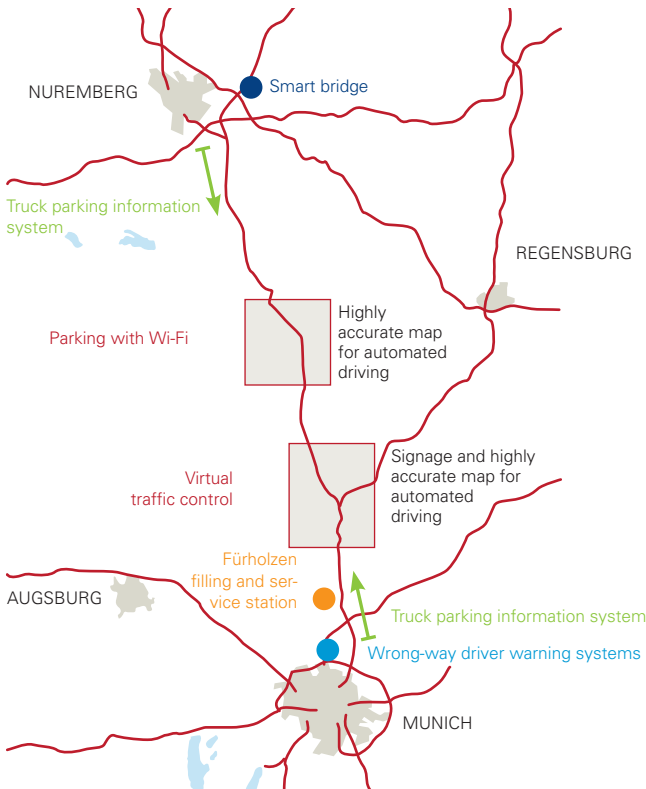 NUREMBERG
Smart bridge
Truck parking information
system
REGENSBURG
Parking with Wi-Fi
Highly
accurate map
for automated
driving
Virtual
traffic control
Signage and highly
accurate map for
automated
driving
Fürholzen
filling and ser-
vice station
AUGSBURG
Truck parking information system
Wrong-way driver warning systems
MUNICH